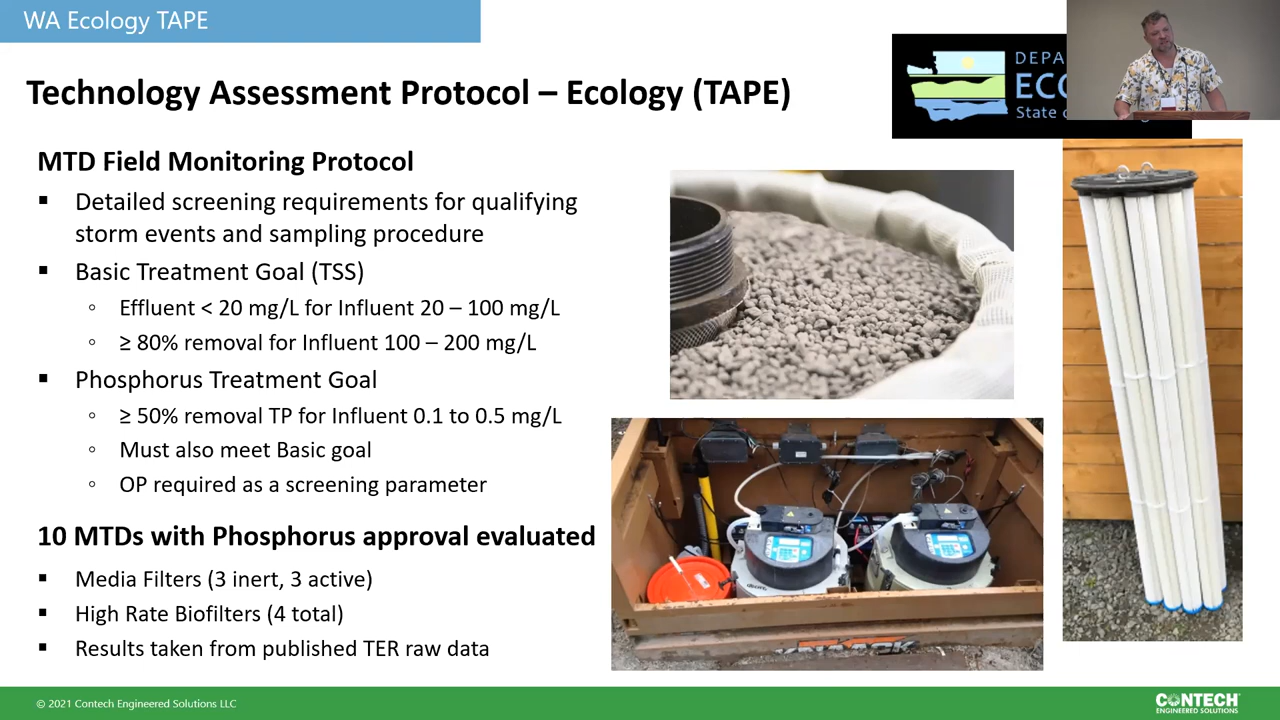 WA Ecology TAPE
Technology Assessment Protocol – Ecology (TAPE)
MTD Field Monitoring Protocol
▪ Detailed screening requirements for qualifying
storm events and sampling procedure
▪ Basic Treatment Goal (TSS)
◦ Effluent < 20 mg/L for Influent 20 – 100 mg/L
◦ ≥ 80% removal for Influent 100 – 200 mg/L
▪ Phosphorus Treatment Goal
◦ ≥ 50% removal TP for Influent 0.1 to 0.5 mg/L
◦ Must also meet Basic goal
◦ OP required as a screening parameter
10 MTDs with Phosphorus approval evaluated
▪ Media Filters (3 inert, 3 active)
▪ High Rate Biofilters (4 total)
▪ Results taken from published TER raw data
DEPA
ECO
State
© 2021 Contech Engineered Solutions LLC
CONTECH
ENGINEERED SOLUTIONS